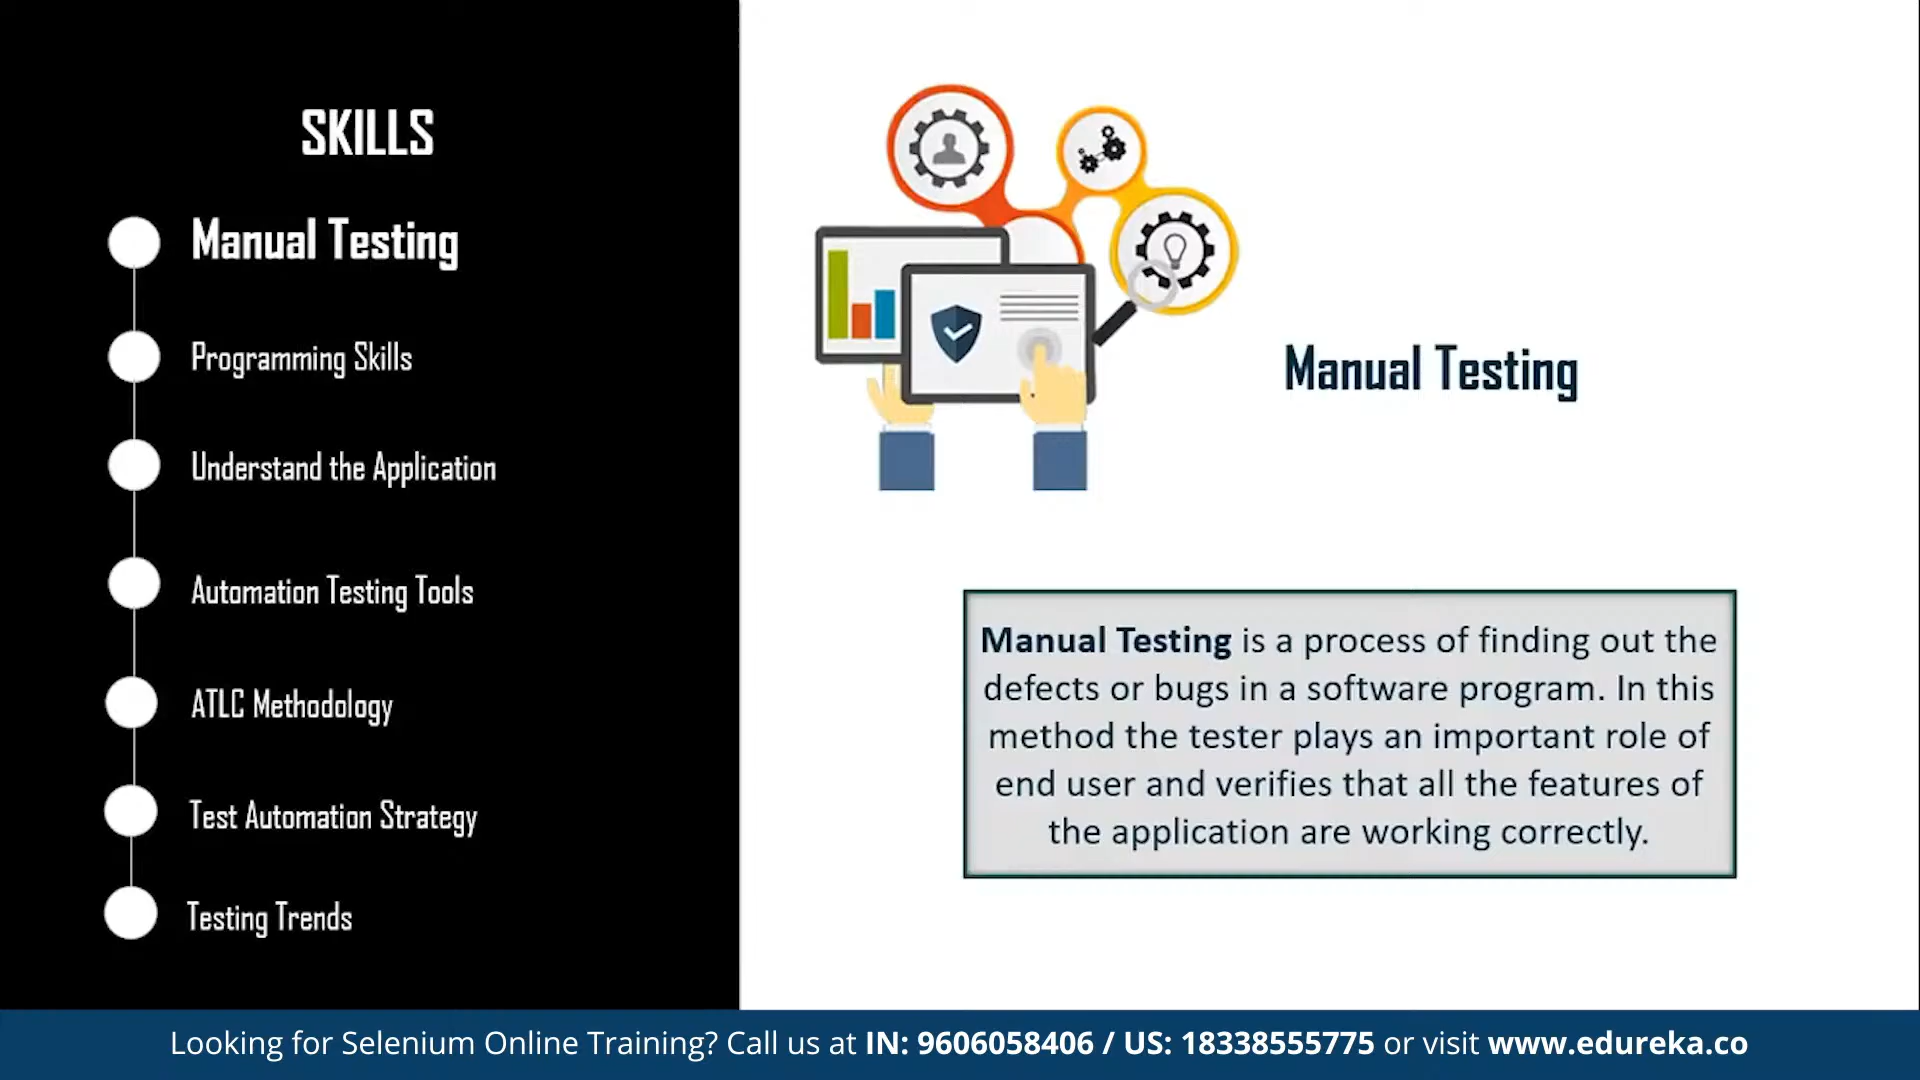 SKILLS
Manual Testing
Programming Skills
Understand the Application
Automation Testing Tools
ATLC Methodology
Test Automation Strategy
Testing Trends
Manual Testing
Manual Testing is a process of finding out the
defects or bugs in a software program. In this
method the tester plays an important role of
end user and verifies that all the features of
the application are working correctly.
Looking for Selenium Online Training? Call us at IN: 9606058406 / US: 18338555775 or visit www.edureka.co